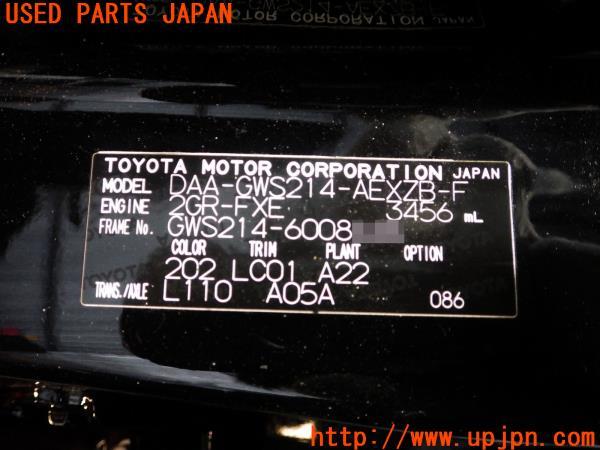 USED PARTS JAPAN
TOYOTA MOTOR CORPORATION JAPAN
MODEL DAA-GWS214-AEXZB-F
ENGINE 2GR-FXE 3456 mL
FRAME No. GWS214-6008
COLOR TRIM PLANT OPTION
202 LC01 A22
TRANS./AXLE L110 A05A 086
http://www.upjpn.com